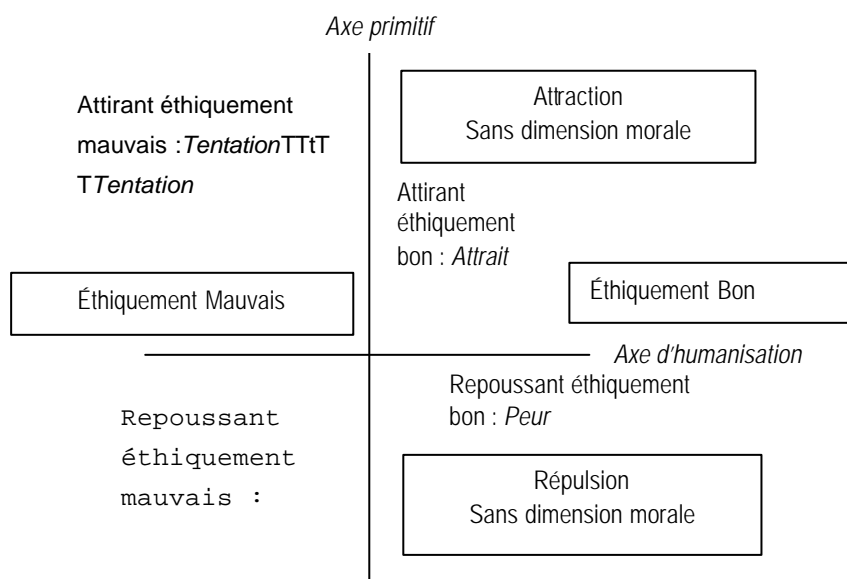 Axe primitif
Attirant éthiquement
mauvais :TentationTTtT
TTentation
Attraction
Sans dimension morale
Attirant
éthiquement
bon : Attrait
Éthiquement Mauvais
Éthiquement Bon
Axe d'humanisation
Repoussant
éthiquement
mauvais :
Repoussant éthiquement
bon : Peur
Répulsion
Sans dimension morale